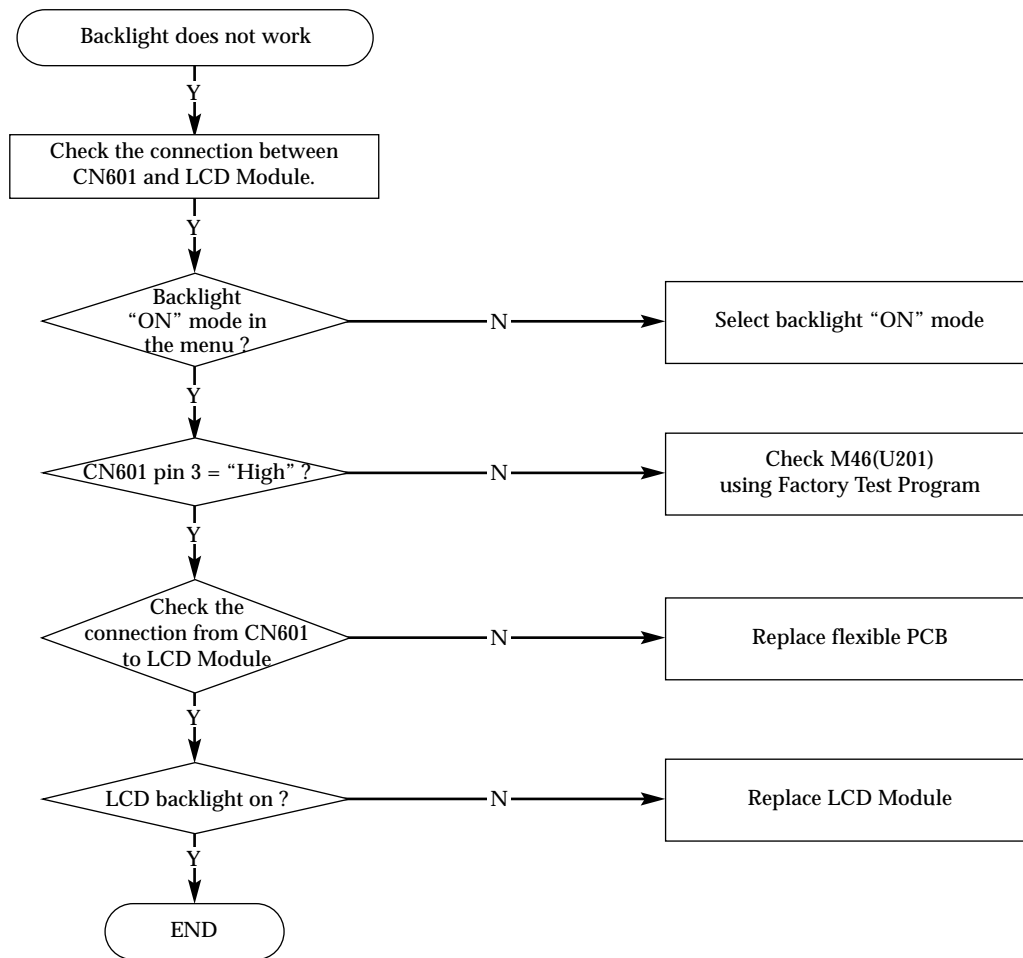 Backlight does not work
Y
Check the connection between
CN601 and LCD Module.
Y
Backlight
“ON” mode in
the menu ?
N
Select backlight “ON” mode
Y
CN601 pin 3 = “High” ?
N
Check M46(U201)
using Factory Test Program
Y
Check the
connection from CN601
to LCD Module
N
Replace flexible PCB
Y
LCD backlight on ?
N
Replace LCD Module
Y
END